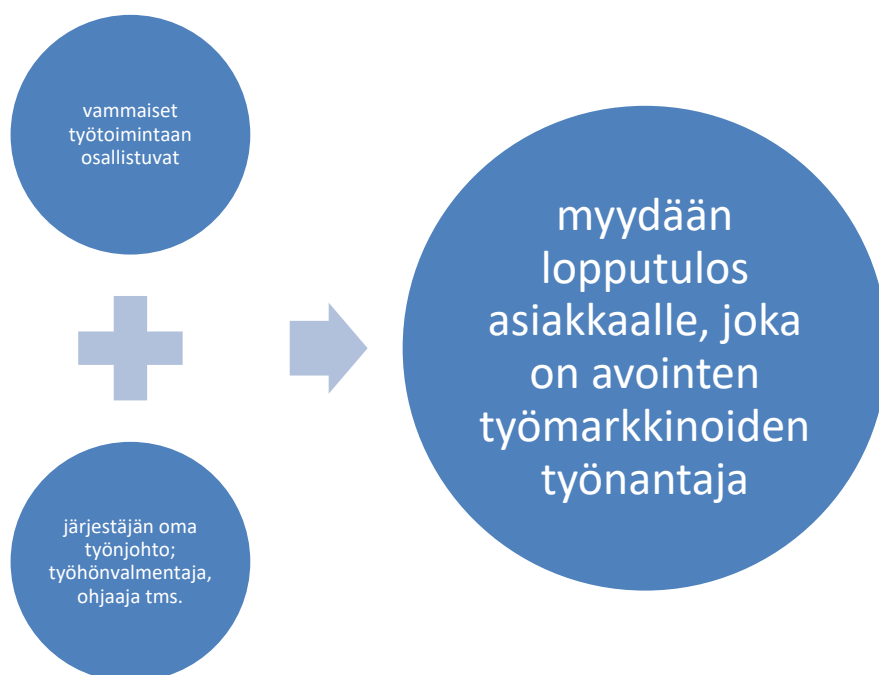 vammaiset
työtoimintaan
osallistuvat
järjestäjän oma
työnjohto;
työhönvalmentaja,
ohjaaja tms.
myydään
lopputulos
asiakkaalle, joka
on avointen
työmarkkinoiden
työnantaja